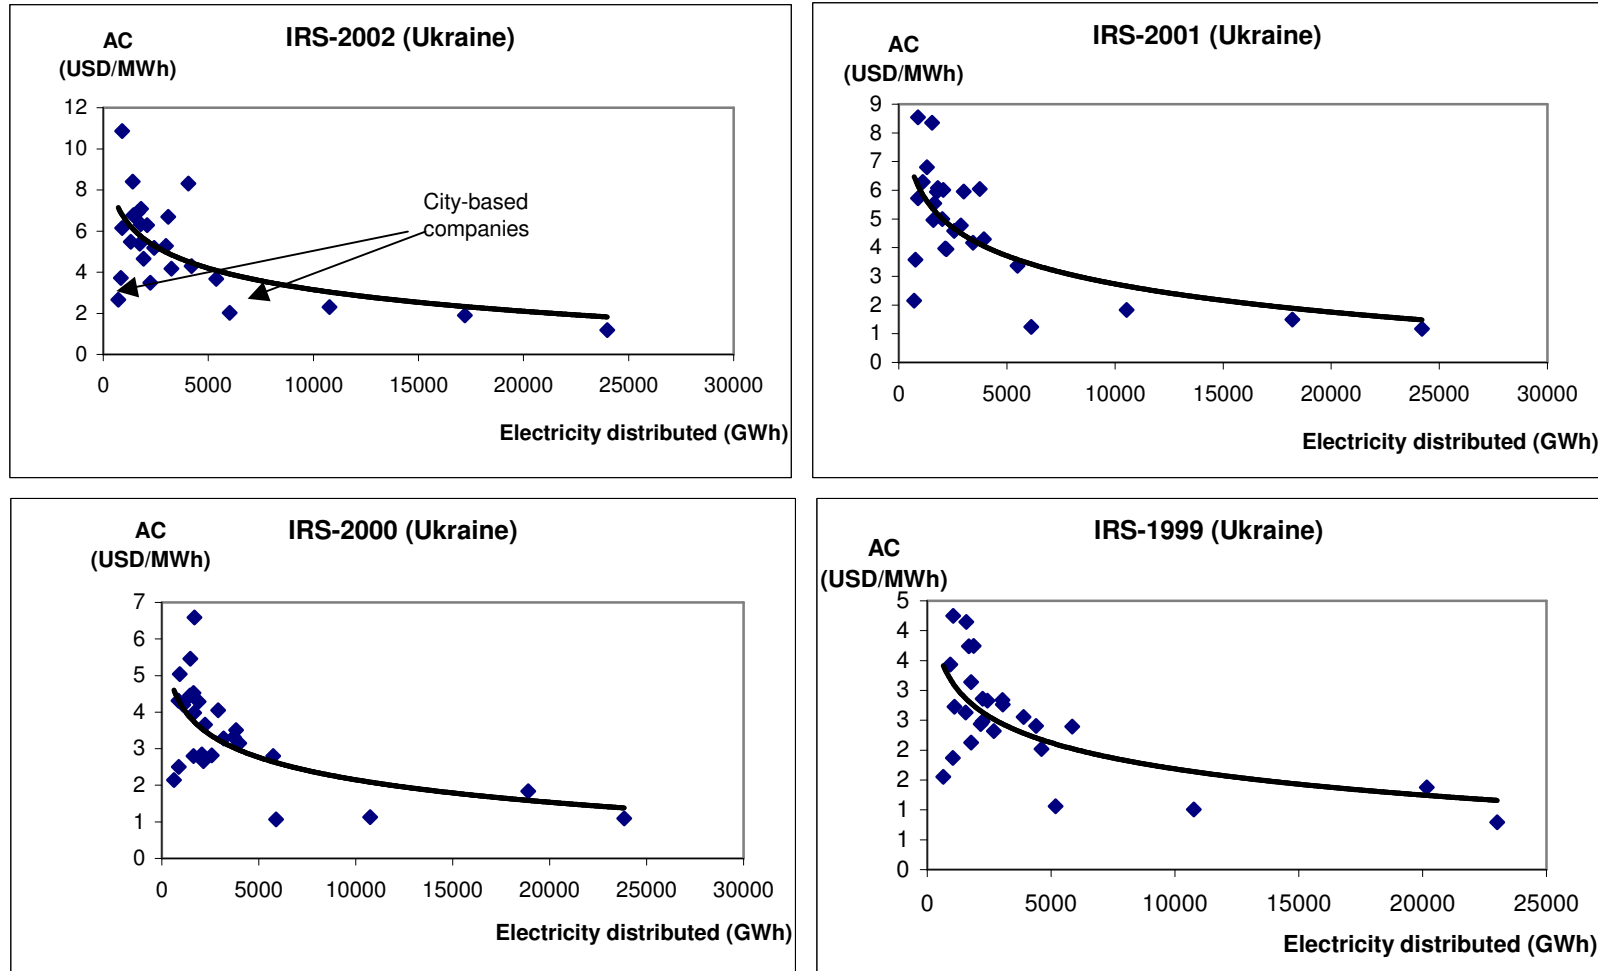 IRS-2002 (Ukraine)
AC
(USD/MWh)
12
10
8
6
4
2
0
City-based
companies
0 5000 10000 15000 20000 25000 30000
Electricity distributed (GWh)
IRS-2001 (Ukraine)
AC
(USD/MWh)
9
8
7
6
5
4
3
2
1
0
0 5000 10000 15000 20000 25000 30000
Electricity distributed (GWh)
IRS-2000 (Ukraine)
AC
(USD/MWh)
7
6
5
4
3
2
1
0
0 5000 10000 15000 20000 25000 30000
Electricity distributed (GWh)
IRS-1999 (Ukraine)
AC
(USD/MWh)
5
4
4
3
3
2
2
1
1
0
0 5000 10000 15000 20000 25000
Electricity distributed (GWh)